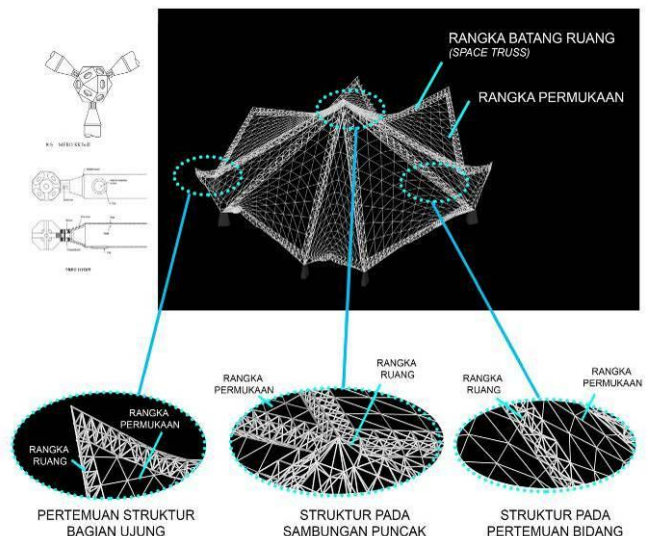 RANGKA BATANG RUANG
(SPACE TRUSS)
RANGKA PERMUKAAN
RANGKA
PERMUKAAN
RANGKA
RUANG
RANGKA
PERMUKAAN
RANGKA
RUANG
RANGKA
RUANG
RANGKA
PERMUKAAN
PERTEMUAN STRUKTUR
BAGIAN UJUNG
STRUKTUR PADA
SAMBUNGAN PUNCAK
STRUKTUR PADA
PERTEMUAN BIDANG